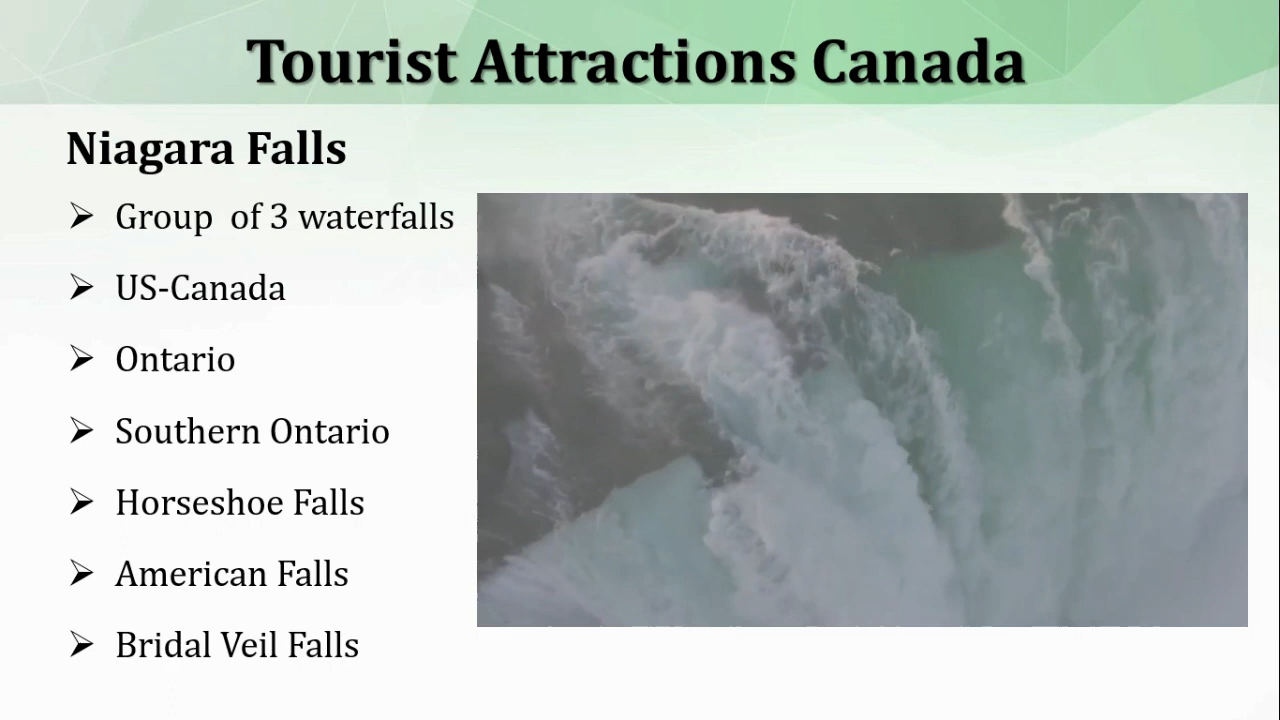 Tourist Attractions Canada
Niagara Falls
Group of 3 waterfalls
US-Canada
Ontario
Southern Ontario
Horseshoe Falls
American Falls
Bridal Veil Falls